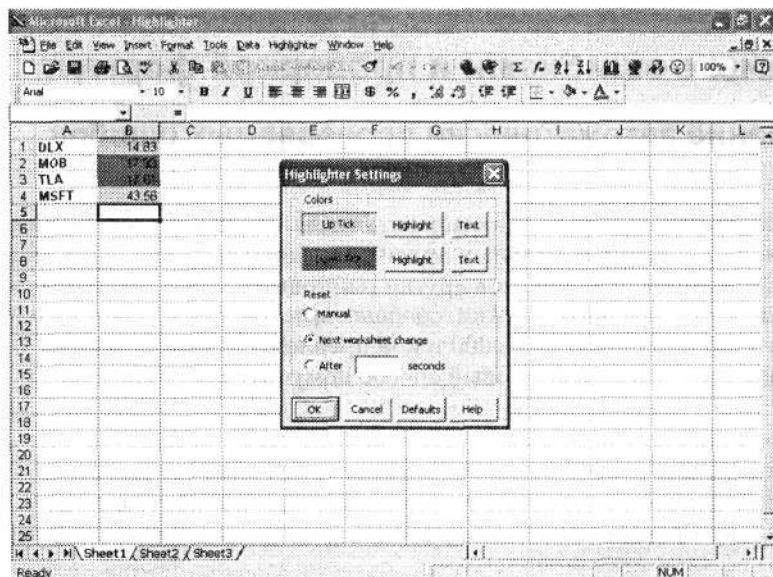 Microsoft Excel - Highlighter
File Edit View Insert Format Tools Data Highlighter Window Help
100%
Arial 10 B I U $ % ,
=
A B C D E F G H I J K L
1 DLX 14.83
2 MOB
3 TLA
4 MSFT 43.56
5
6
7
8
9
10
11
12
13
14
15
16
17
18
19
20
21
22
23
24
25
Highlighter Settings
Colors
Up Tick Highlight Text
Down Tick Highlight Text
Reset
Manual
Next worksheet change
After seconds
OK Cancel Defaults Help
Sheet1 Sheet2 Sheet3
Ready NUM